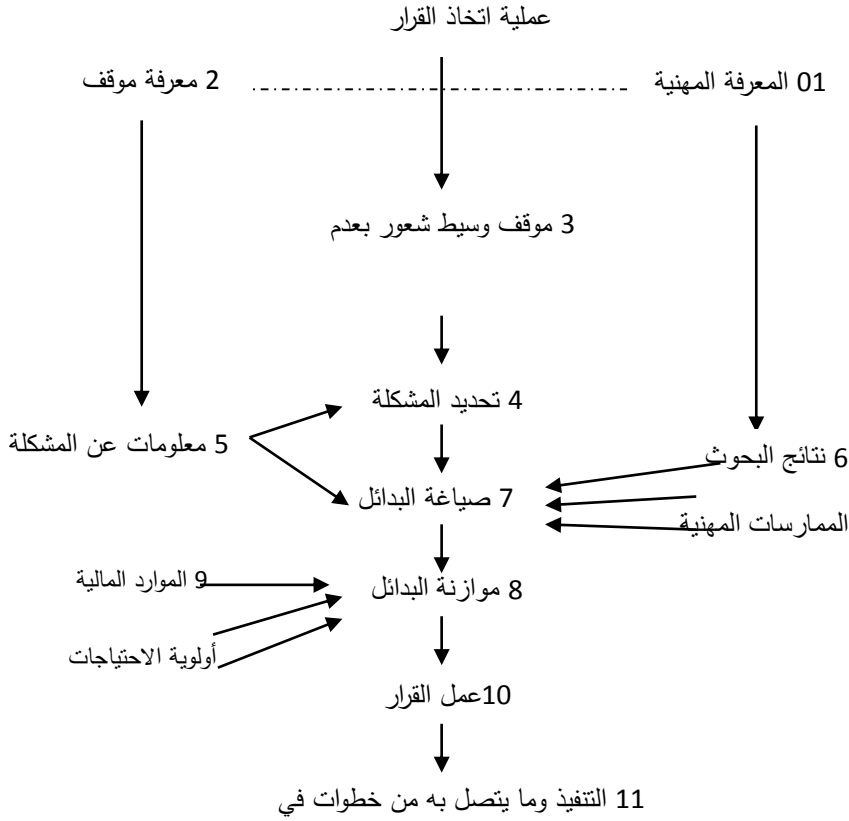 عملية اتخاذ القرار
01 المعرفة المهنية
2 معرفة موقف
3 موقف وسيط شعور بعدم
4 تحديد المشكلة
5 معلومات عن المشكلة
6 نتائج البحوث
7 صياغة البدائل
الممارسات المهنية
8 موازنة البدائل
9 الموارد المالية
أولوية الاحتياجات
10عمل القرار
11 التنفيذ وما يتصل به من خطوات في